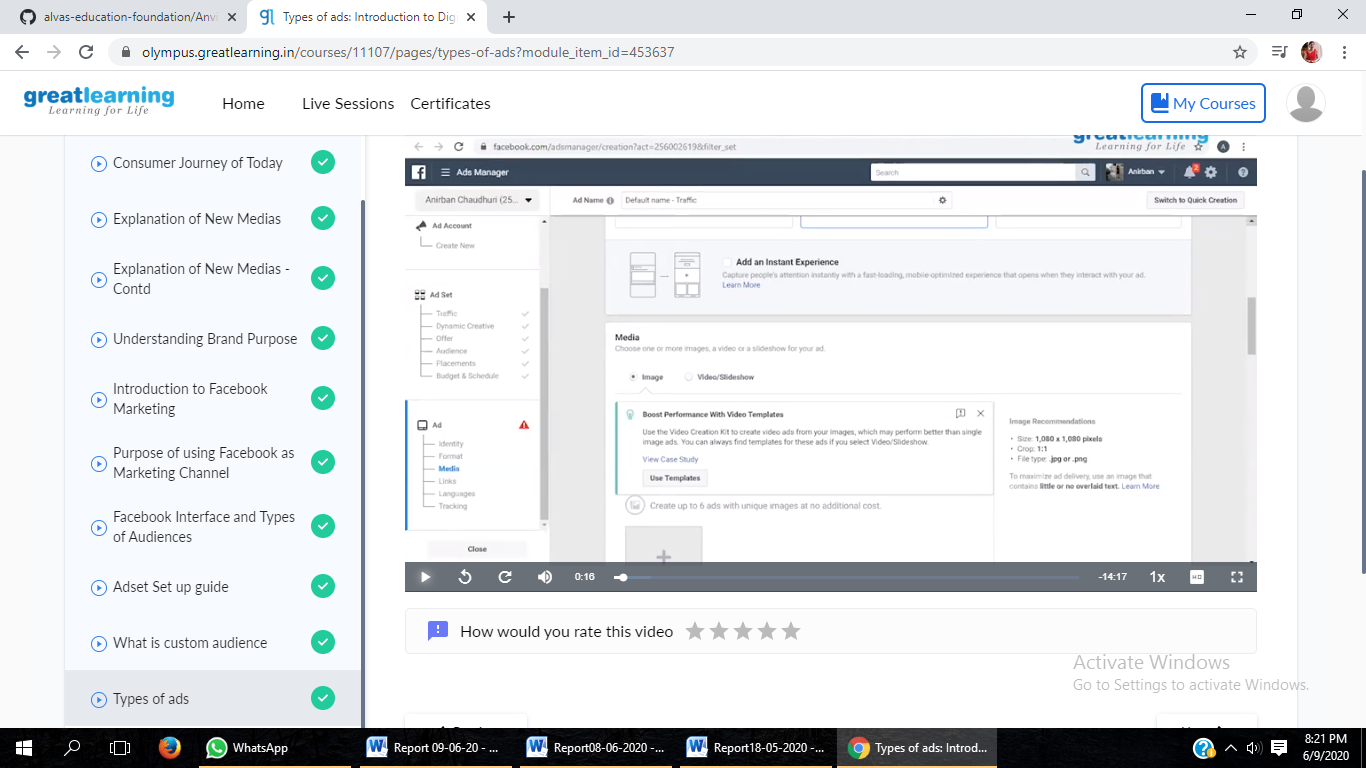 alvas-education-foundation/Anvi
Types of ads: Introduction to Dig
olympus.greatlearning.in/courses/11107/pages/types-of-ads?module_item_id=453637
greatlearning
Learning for Life
Home
Live Sessions
Certificates
My Courses
Consumer Journey of Today
Explanation of New Medias
Explanation of New Medias -
Contd
Understanding Brand Purpose
Introduction to Facebook
Marketing
Purpose of using Facebook as
Marketing Channel
Facebook Interface and Types
of Audiences
Adset Set up guide
What is custom audience
Types of ads
greatlearning
Learning for Life
facebook.com/adsmanager/creation?act=256002619&filter_set
A
Ads Manager
Search
Anirban
2
Anirban Chaudhuri (25...
Ad Name
Default name - Traffic
Switch to Quick Creation
Ad Account
Create New
Ad Set
Traffic
Dynamic Creative
Offer
Audience
Placements
Budget & Schedule
Ad
Identity
Format
Media
Links
Languages
Tracking
Close
Add an Instant Experience
Capture people's attention instantly with a fast-loading, mobile-optimized experience that opens when they interact with your ad.
Learn More
Media
Choose one or more images, a video or a slideshow for your ad.
Image
Video/Slideshow
Boost Performance With Video Templates
Use the Video Creation Kit to create video ads from your images, which may perform better than single
image ads. You can always find templates for these ads if you select Video/Slideshow.
View Case Study
Use Templates
Create up to 6 ads with unique images at no additional cost.
Image Recommendations
• Size: 1,080 x 1,080 pixels
• Crop: 1:1
• File type: .jpg or .png
To maximize ad delivery, use an image that
contains little or no overlaid text. Learn More
0:16
-14:17
1x
HD
How would you rate this video
Activate Windows
Go to Settings to activate Windows.
WhatsApp
Report 09-06-20 - ...
Report08-06-2020 -...
Report18-05-2020 -...
Types of ads: Introd...
8:21 PM
6/9/2020